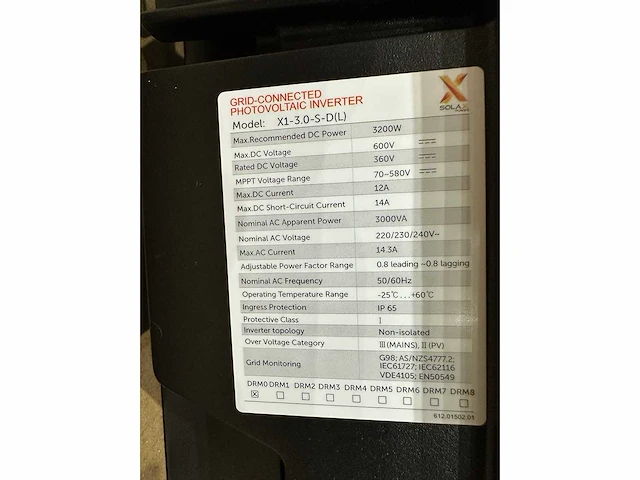 GRID-CONNECTED
PHOTOVOLTAIC INVERTER
SOLAX
Model: X1-3.0-S-D(L)
Max.Recommended DC Power 3200W
Max.DC Voltage 600V
Rated DC Voltage 360V
MPPT Voltage Range 70~580V
Max.DC Current 12A
Max.DC Short-Circuit Current 14A
Nominal AC Apparent Power 3000VA
Nominal AC Voltage 220/230/240V~
Max.AC Current 14.3A
Adjustable Power Factor Range 0.8 leading ~0.8 lagging
Nominal AC Frequency 50/60Hz
Operating Temperature Range -25℃...+60℃
Ingress Protection IP 65
Protective Class I
Inverter topology Non-isolated
Over Voltage Category III(MAINS), II(PV)
Grid Monitoring G98; AS/NZS4777.2;
IEC61727; IEC62116
VDE4105; EN50549
DRM0 DRM1 DRM2 DRM3 DRM4 DRM5 DRM6 DRM7 DRM8
612.01502.01